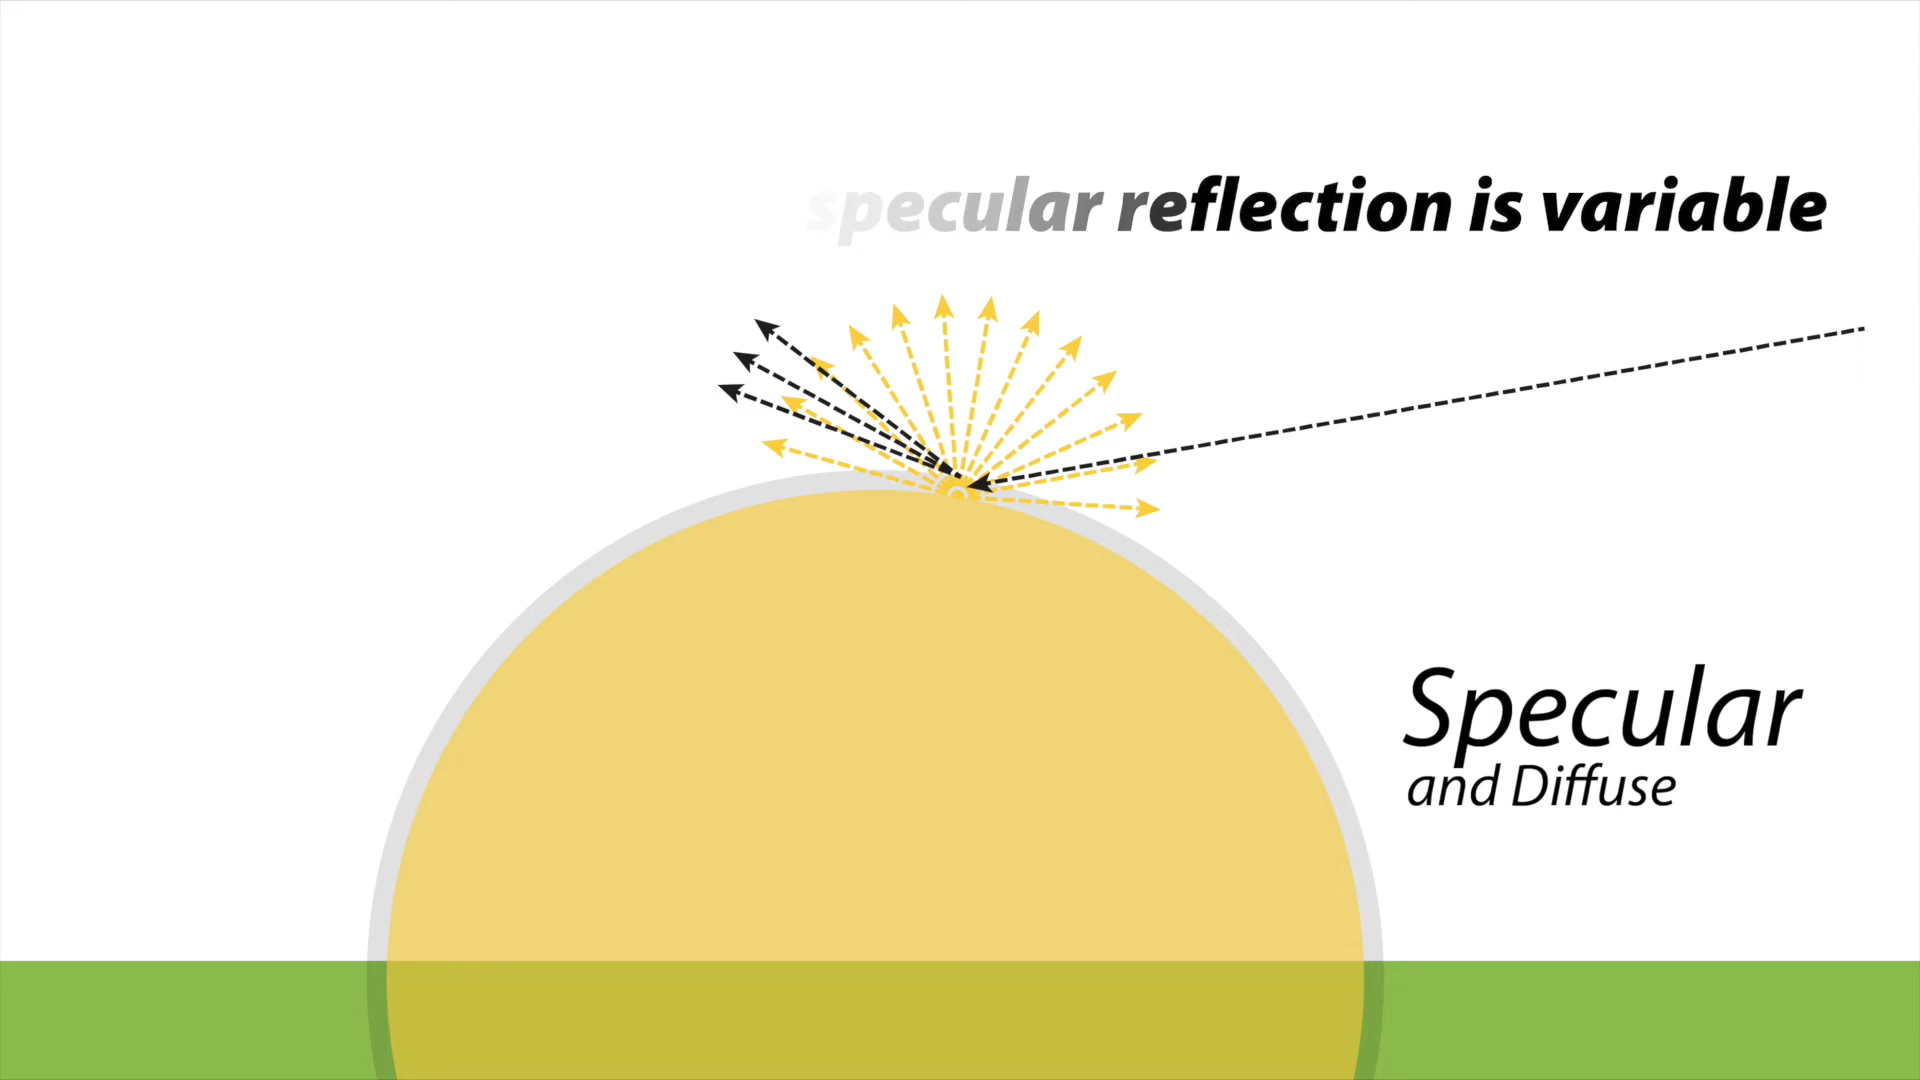 specular reflection is variable
Specular
and Diffuse